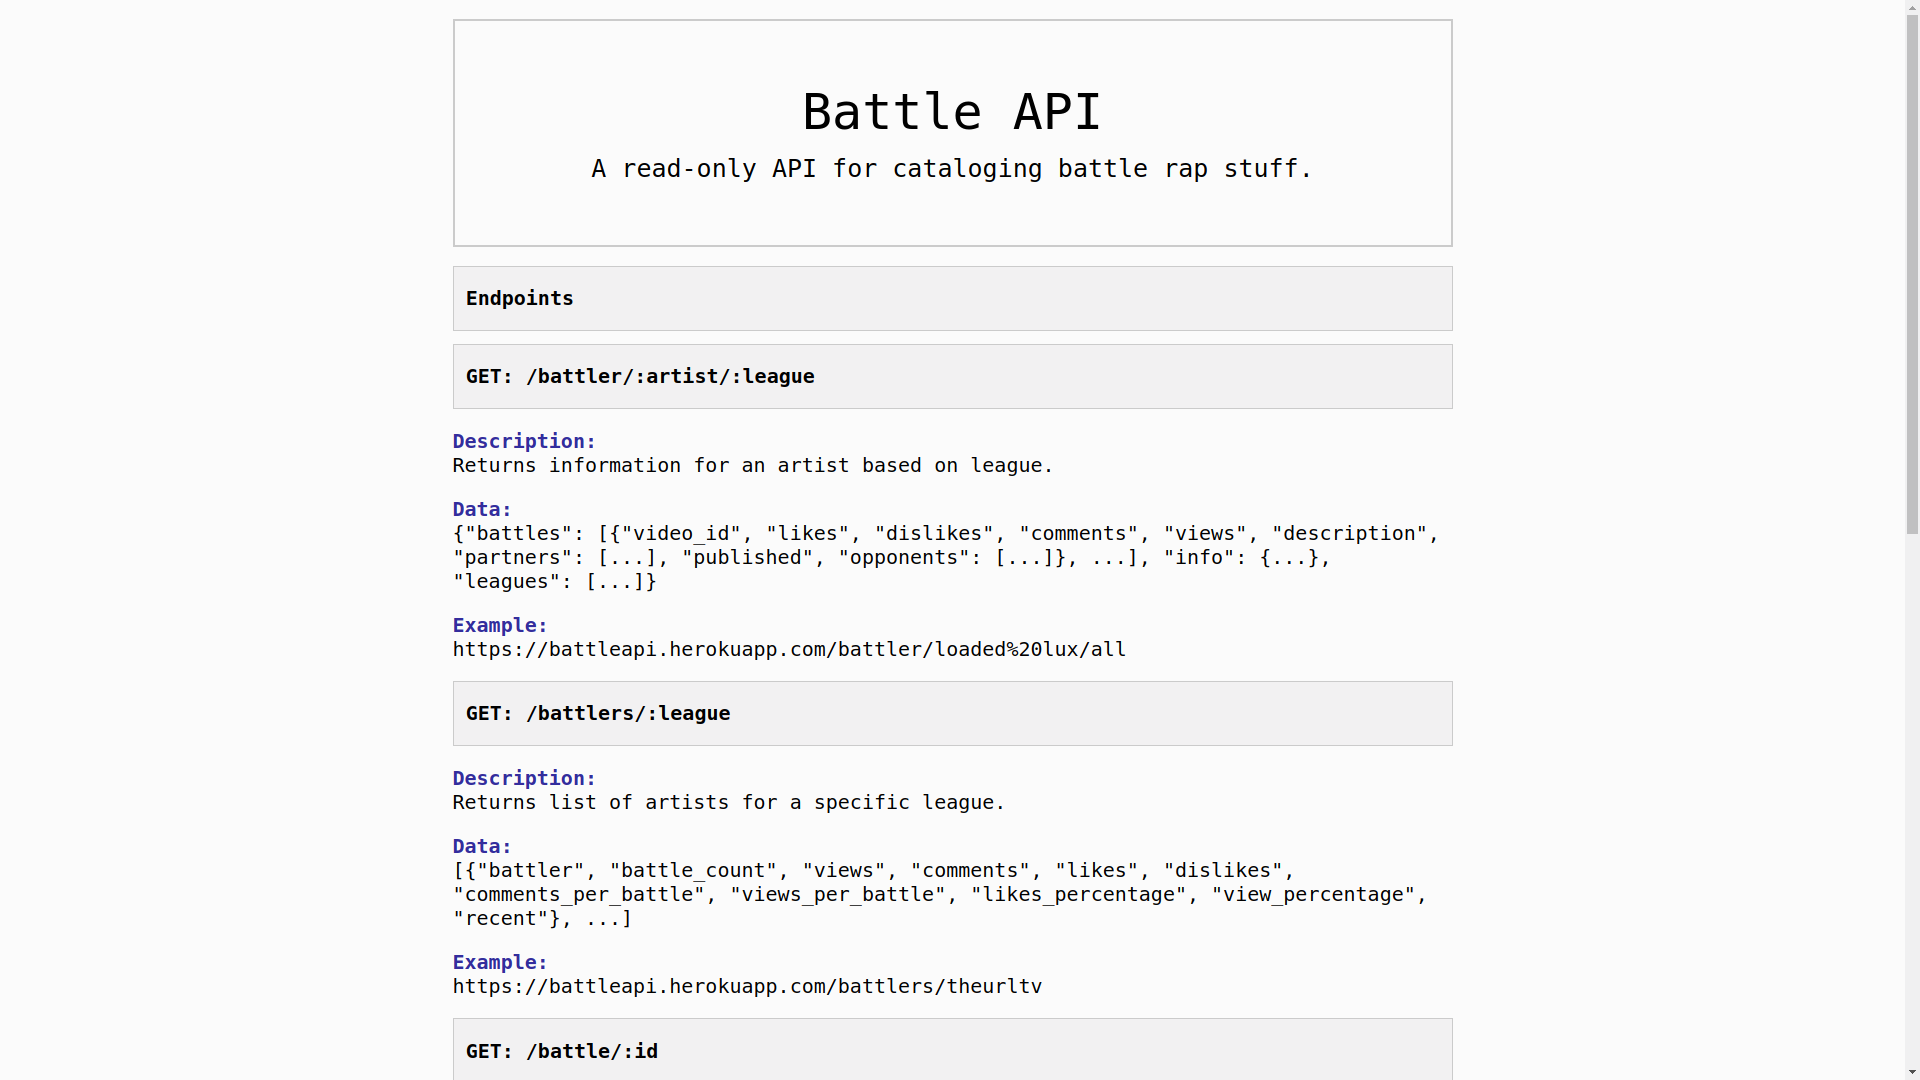 Battle API
A read-only API for cataloging battle rap stuff.
Endpoints
GET: /battler/:artist/:league
Description:
Returns information for an artist based on league.
Data:
{"battles": [{"video_id", "likes", "dislikes", "comments", "views", "description",
"partners": [...], "published", "opponents": [...]}, ...], "info": {...},
"leagues": [...]}
Example:
https://battleapi.herokuapp.com/battler/loaded%20lux/all
GET: /battlers/:league
Description:
Returns list of artists for a specific league.
Data:
[{"battler", "battle_count", "views", "comments", "likes", "dislikes",
"comments_per_battle", "views_per_battle", "likes_percentage", "view_percentage",
"recent"}, ...]
Example:
https://battleapi.herokuapp.com/battlers/theurltv
GET: /battle/:id